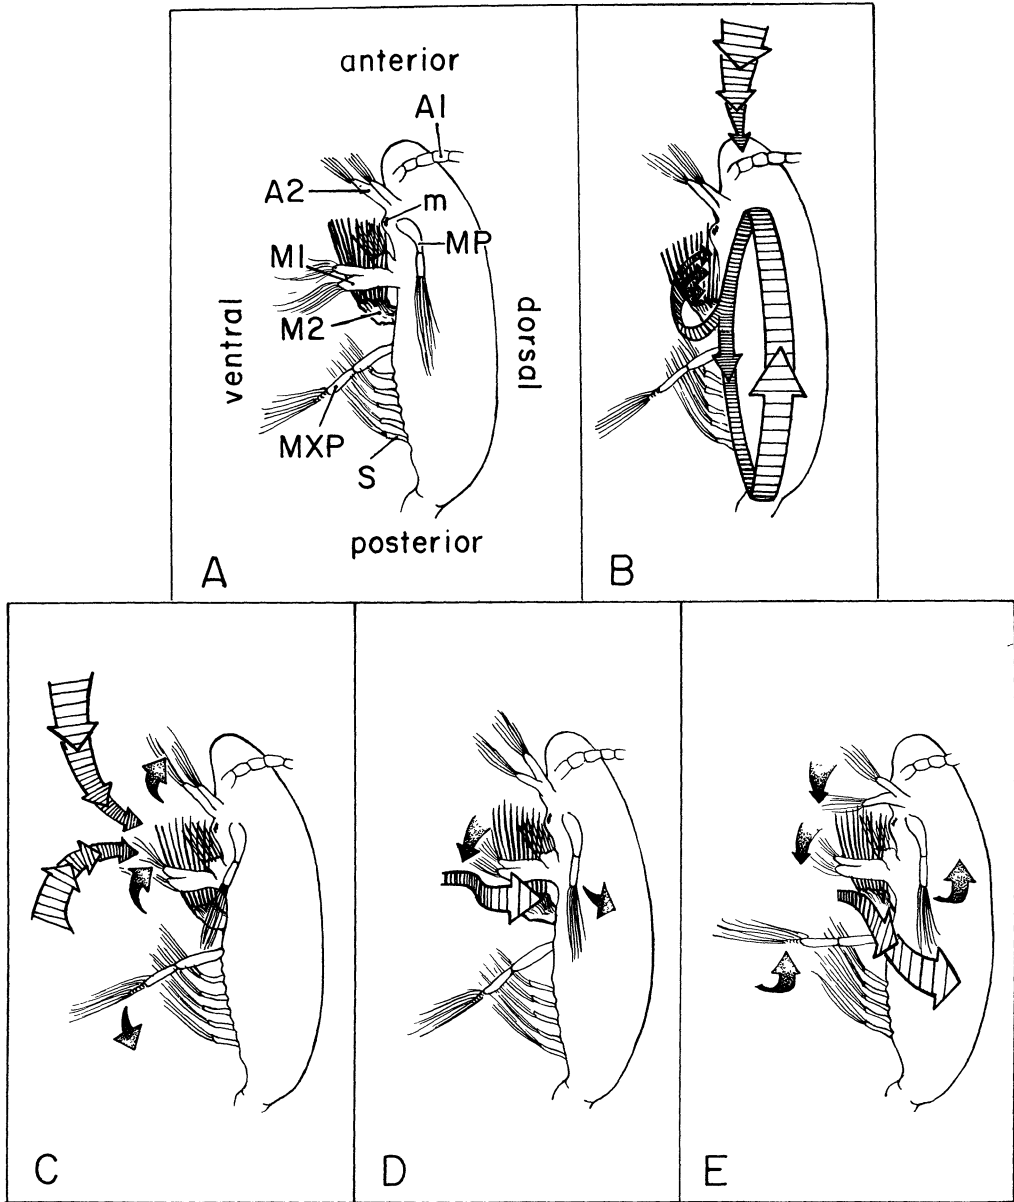 anterior
A1
A2
m
MP
M1
M2
ventral
dorsal
MXP
S
posterior
A
B
C
D
E